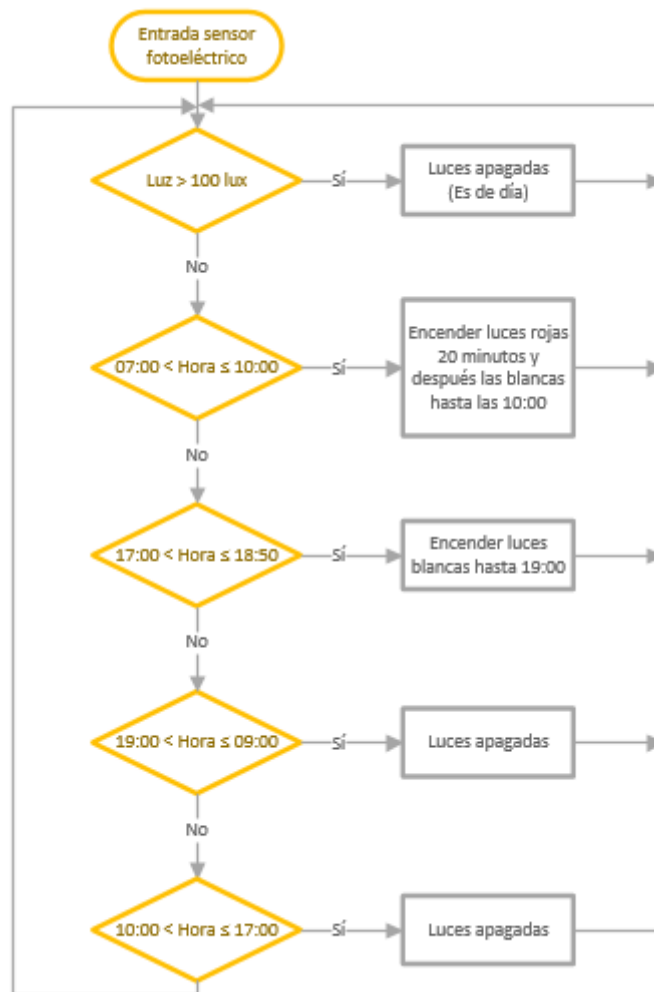 Entrada sensor
fotoeléctrico
Luz > 100 lux
Sí
Luces apagadas
(Es de día)
No
07:00 < Hora ≤ 10:00
Sí
Encender luces rojas
20 minutos y
después las blancas
hasta las 10:00
No
17:00 < Hora ≤ 18:50
Sí
Encender luces
blancas hasta 19:00
No
19:00 < Hora ≤ 09:00
Sí
Luces apagadas
No
10:00 < Hora ≤ 17:00
Sí
Luces apagadas